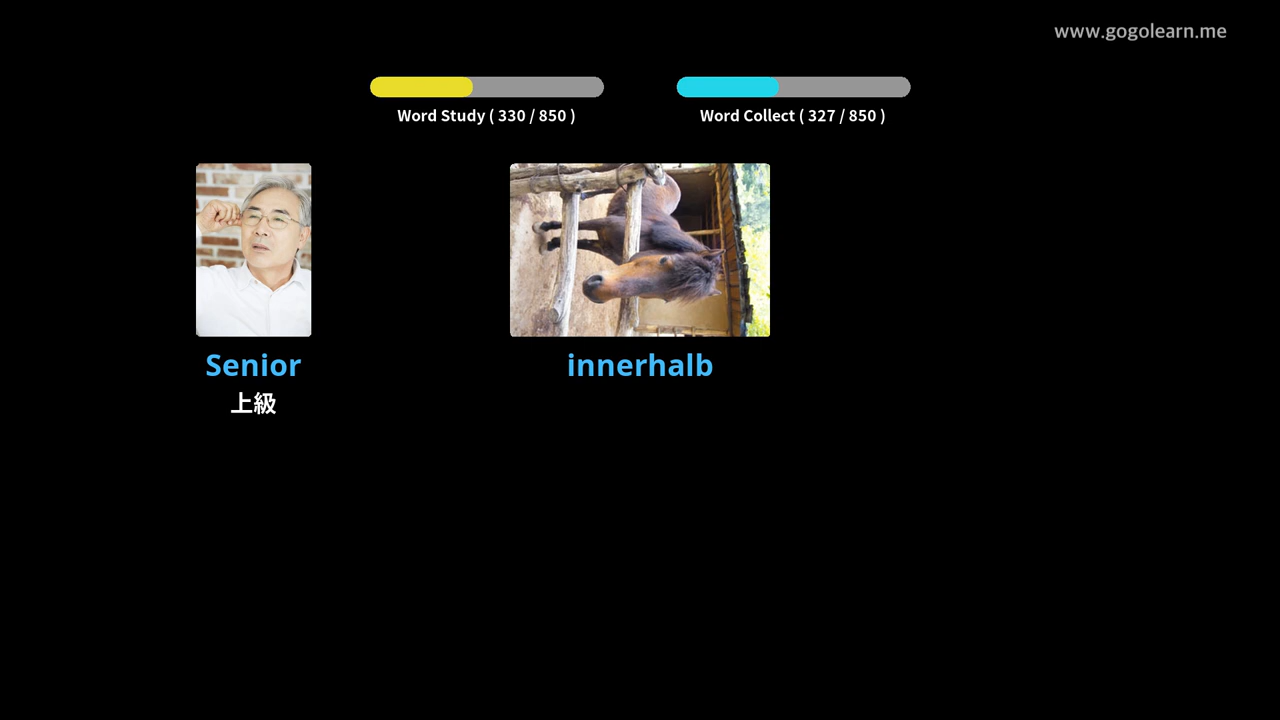 www.gogolearn.me
Word Study ( 330 / 850 )
Word Collect ( 327 / 850 )
Senior
上級
innerhalb